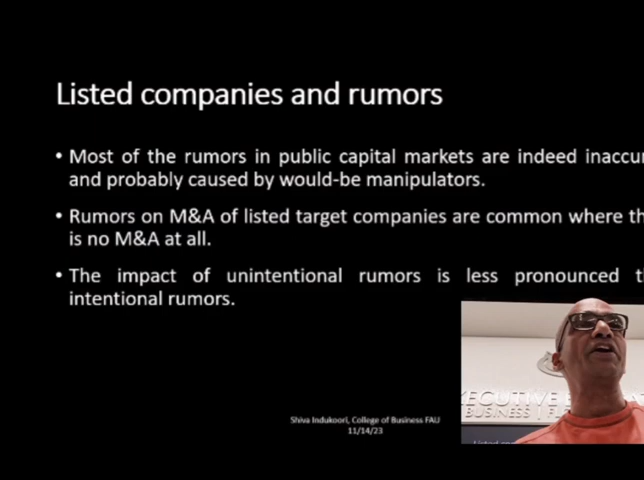 Listed companies and rumors
• Most of the rumors in public capital markets are indeed inaccur
and probably caused by would-be manipulators.
• Rumors on M&A of listed target companies are common where th
is no M&A at all.
• The impact of unintentional rumors is less pronounced th
intentional rumors.
Shiva Indukoori, College of Business FAU
11/14/23
BUSINESS |